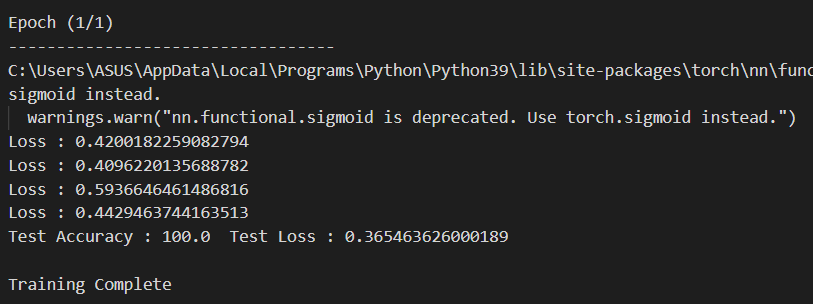 Epoch (1/1)
----------------------------------
C:\Users\ASUS\AppData\Local\Programs\Python\Python39\lib\site-packages\torch\nn\func
sigmoid instead.
  warnings.warn("nn.functional.sigmoid is deprecated. Use torch.sigmoid instead.")
Loss : 0.4200182259082794
Loss : 0.4096220135688782
Loss : 0.5936646461486816
Loss : 0.4429463744163513
Test Accuracy : 100.0  Test Loss : 0.365463626000189
Training Complete